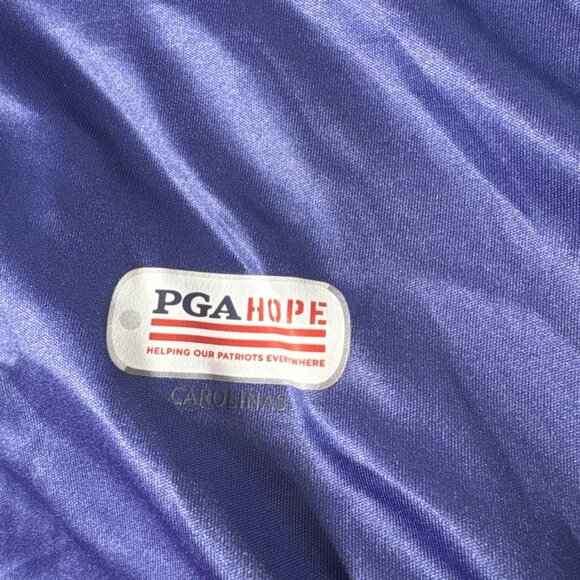 PGA HOPE
HELPING OUR PATRIOTS EVERYWHERE
CAROLINAS